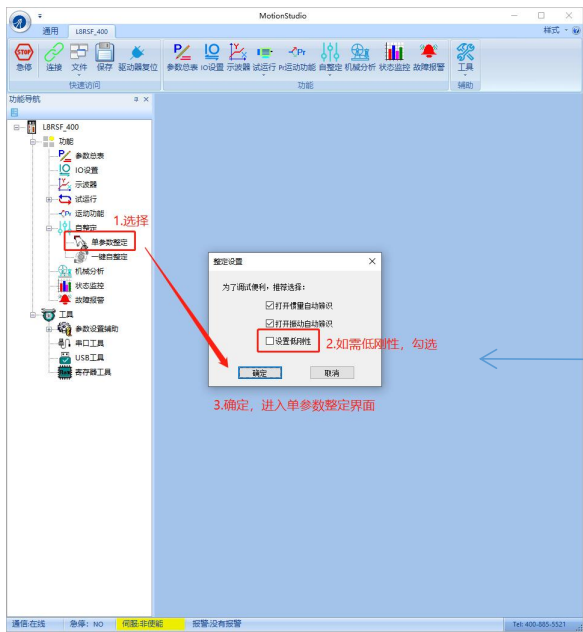 MotionStudio
通用 L8RSF_400
样式
STOP
急停 连接 文件 保存 驱动器复位 参数总表 IO设置 示波器 试运行 Pr运动功能 自整定 机械分析 状态监控 故障报警 工具
快速访问 功能 辅助
功能导航
L8RSF_400
功能
参数总表
IO设置
示波器
试运行
运动功能
自整定
单参数整定
一键自整定
机械分析
状态监控
故障报警
工具
参数设置辅助
串口工具
USB工具
寄存器工具
1.选择
整定设置
为了调试便利，推荐选择：
打开惯量自动辨识
打开振动自动辨识
设置低刚性
2.如需低刚性，勾选
确定 取消
3.确定，进入单参数整定界面
通信:在线 急停：NO 伺服:非使能 报警:没有报警 Tel: 400-885-5521